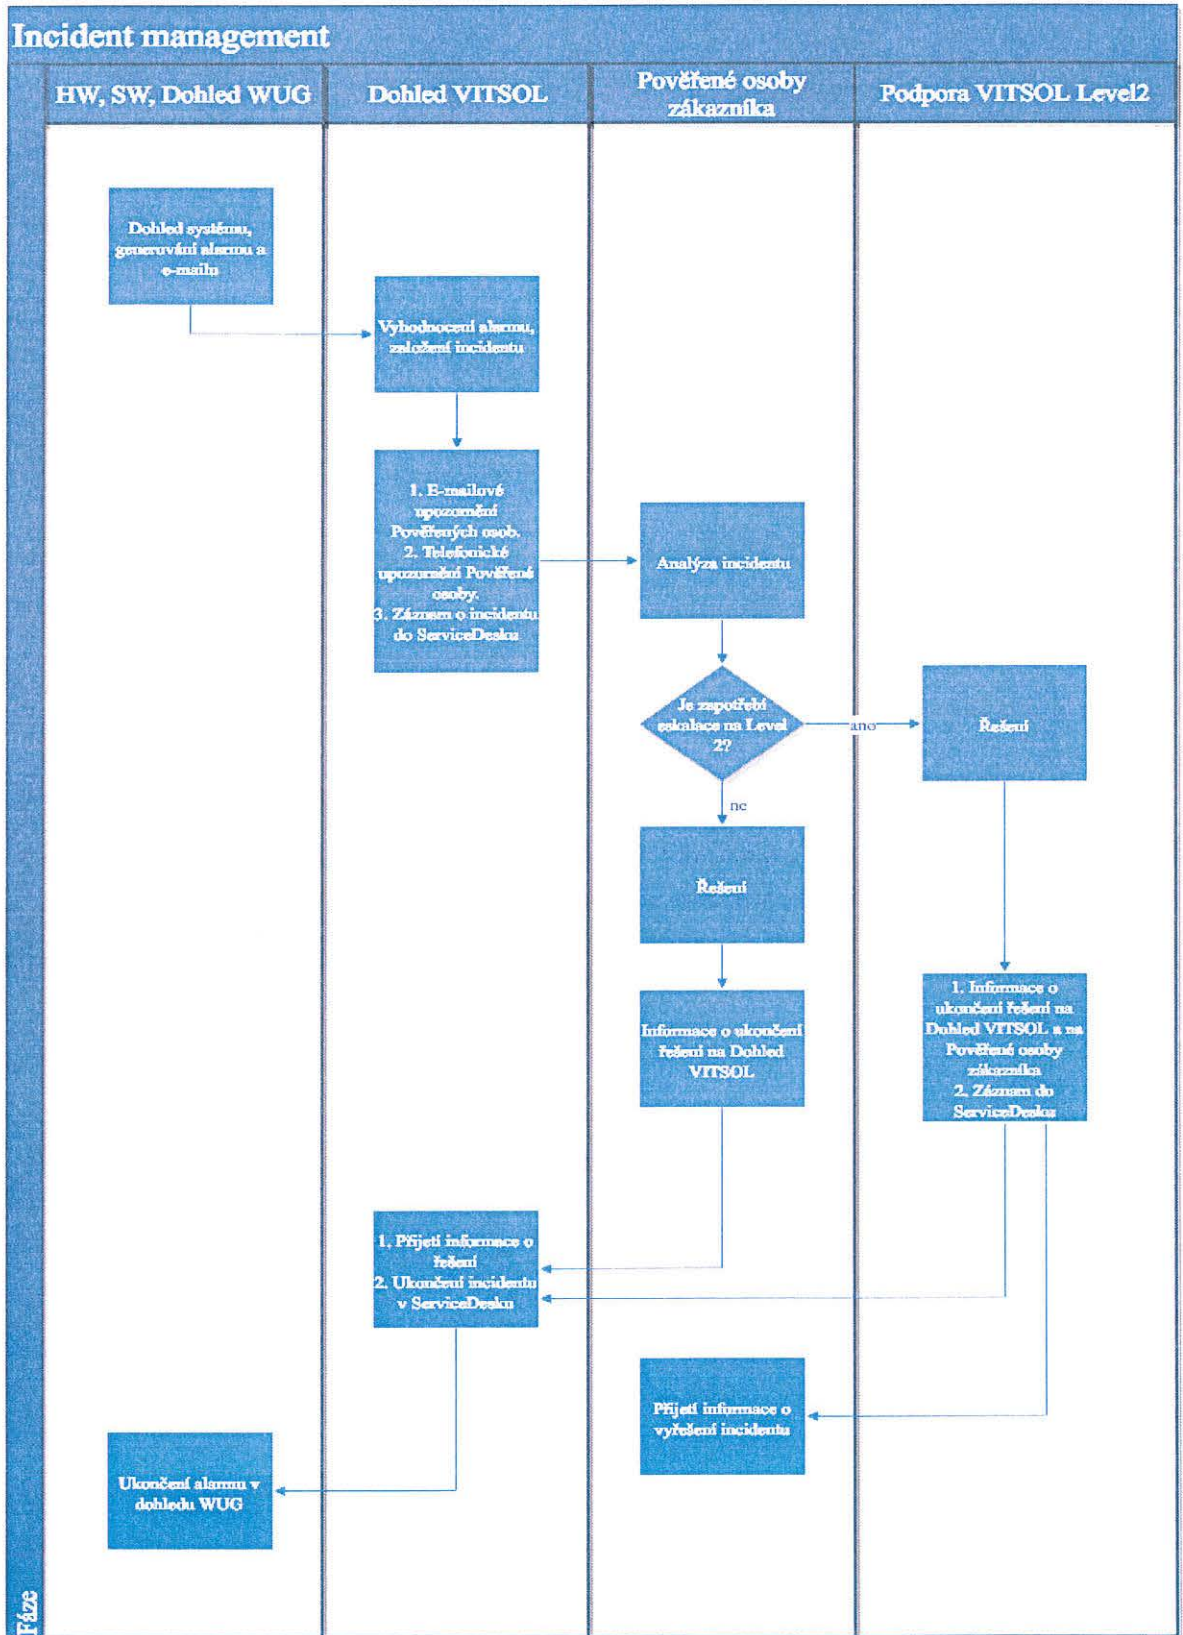 Incident management
HW, SW, Dohled WUG
Dohled VITSOL
Pověřené osoby
zákazníka
Podpora VITSOL Level2
Dohled systému,
generování alarmu a
e-mailu
Vyhodnocení alarmu,
založení incidentu
1. E-mailové
upozornění
Pověřených osob.
2. Telefonické
upozornění Pověřené
osoby.
3. Záznam o incidentu
do ServiceDesku
Analýza incidentu
Je zapotřebí
eskalace na Level
2?
ano
Řešení
ne
Řešení
1. Informace o
ukončení řešení na
Dohled VITSOL a na
Pověřené osoby
zákazníka
2. Záznam do
ServiceDesku
Informace o ukončení
řešení na Dohled
VITSOL
1. Přijetí informace o
řešení
2. Ukončení incidentu
v ServiceDesku
Přijetí informace o
vyřešení incidentu
Ukončení alarmu v
dohledu WUG
Fáze